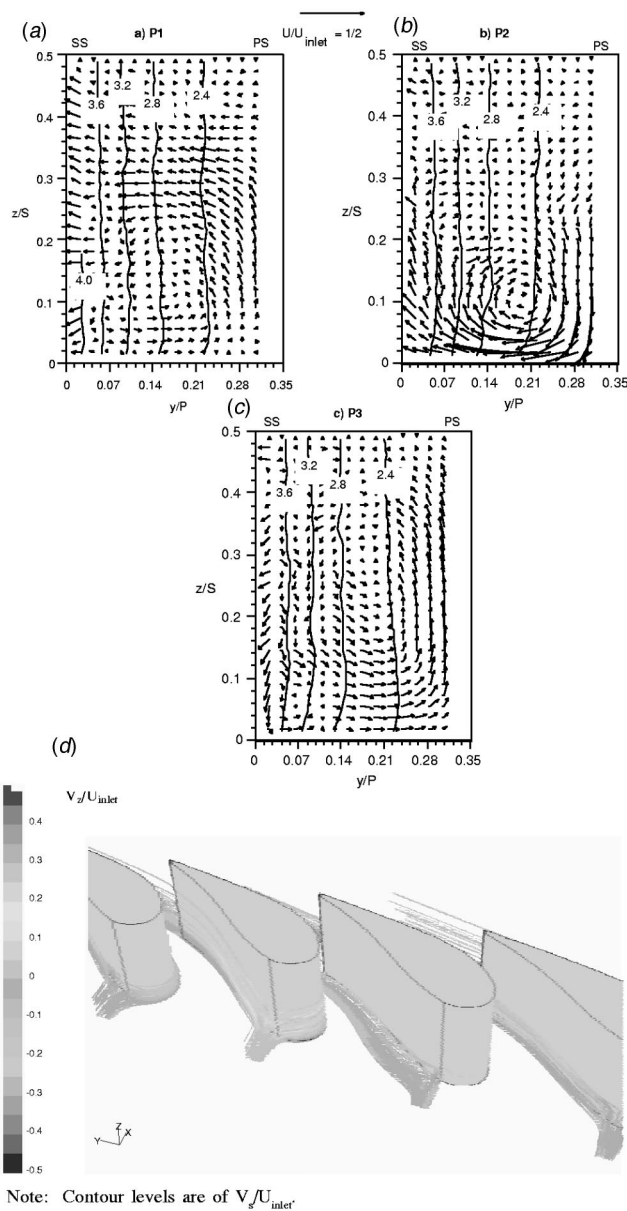 (a)
a) P1
U/U inlet = 1/2
(b)
b) P2
SS
PS
SS
PS
0.5
0.4
0.3
z/S
0.2
0.1
0
3.6
3.2
2.8
2.4
4.0
0
0.07
0.14
0.21
0.28
0.35
y/P
0.5
0.4
0.3
z/S
0.2
0.1
0
3.6
3.2
2.8
2.4
0
0.07
0.14
0.21
0.28
0.35
y/P
(c)
c) P3
SS
PS
0.5
0.4
0.3
z/S
0.2
0.1
0
3.6
3.2
2.8
2.4
0
0.07
0.14
0.21
0.28
0.35
y/P
(d)
Vz/Uinlet
0.4
0.3
0.2
0.1
0
-0.1
-0.2
-0.3
-0.4
-0.5
Z
Y
X
Note: Contour levels are of Vs/Uinlet.